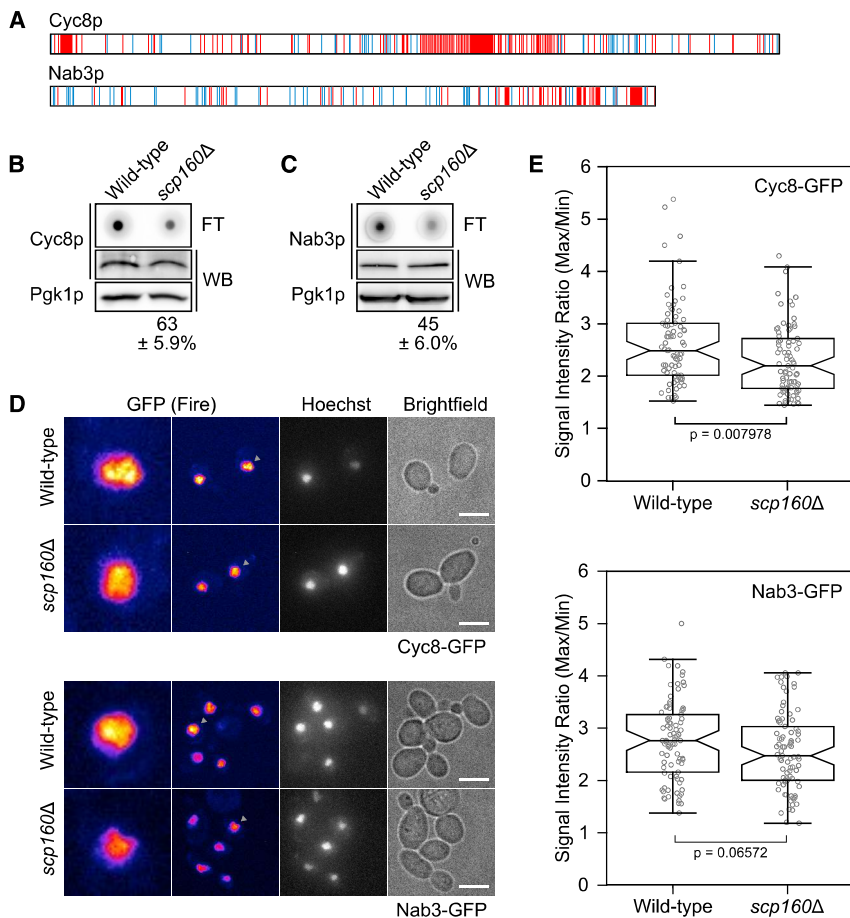 A
Cyc8p
Nab3p
B
Wild-type
scp160Δ
Cyc8p
FT
WB
Pgk1p
63
± 5.9%
C
Wild-type
scp160Δ
Nab3p
FT
WB
Pgk1p
45
± 6.0%
D
GFP (Fire)
Hoechst
Brightfield
Wild-type
scp160Δ
Cyc8-GFP
Wild-type
scp160Δ
Nab3-GFP
E
Cyc8-GFP
Signal Intensity Ratio (Max/Min)
6
5
4
3
2
1
0
p = 0.007978
Wild-type
scp160Δ
Nab3-GFP
Signal Intensity Ratio (Max/Min)
6
5
4
3
2
1
0
p = 0.06572
Wild-type
scp160Δ